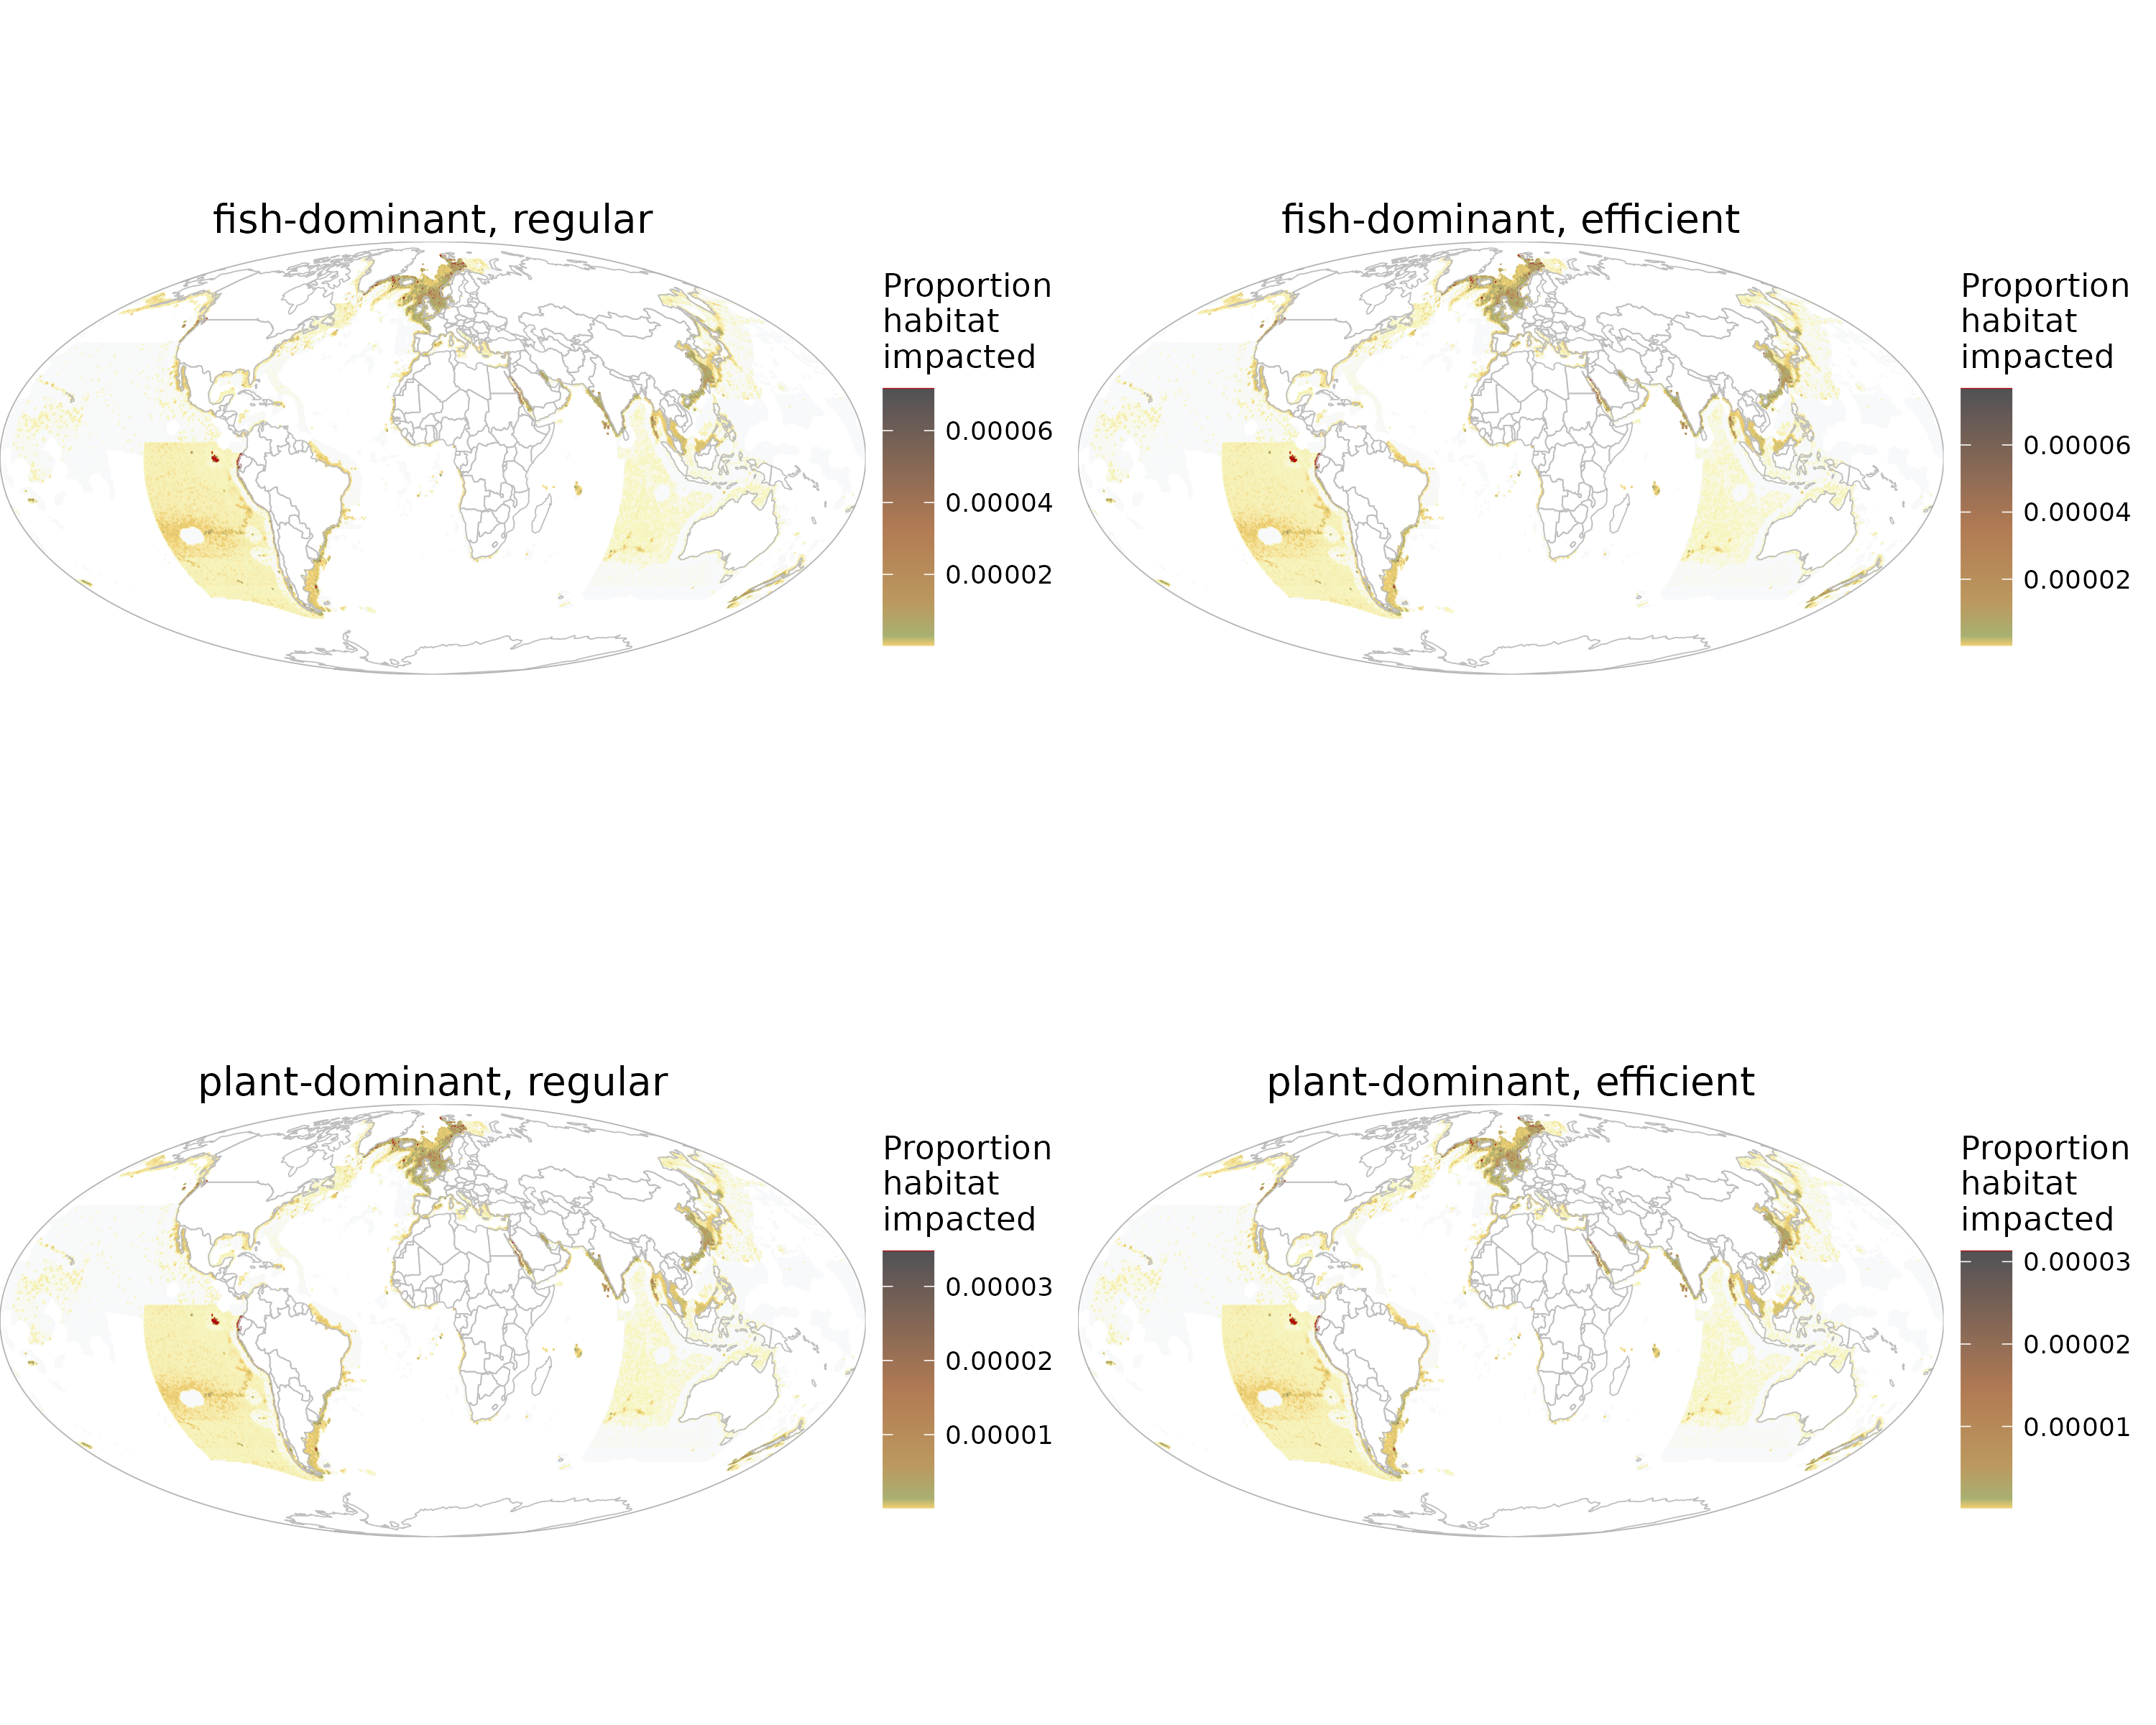 fish-dominant, regular
Proportion
habitat
impacted
0.00006
0.00004
0.00002
fish-dominant, efficient
Proportion
habitat
impacted
0.00006
0.00004
0.00002
plant-dominant, regular
Proportion
habitat
impacted
0.00003
0.00002
0.00001
plant-dominant, efficient
Proportion
habitat
impacted
0.00003
0.00002
0.00001